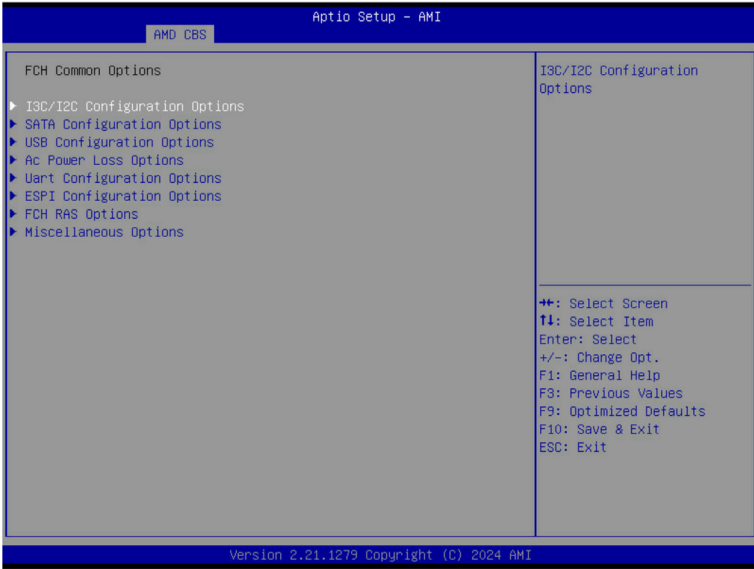 Aptio Setup - AMI
AMD CBS
FCH Common Options
I3C/I2C Configuration Options
SATA Configuration Options
USB Configuration Options
Ac Power Loss Options
Uart Configuration Options
ESPI Configuration Options
FCH RAS Options
Miscellaneous Options
I3C/I2C Configuration
Options
→←: Select Screen
↑↓: Select Item
Enter: Select
+/-: Change Opt.
F1: General Help
F3: Previous Values
F9: Optimized Defaults
F10: Save & Exit
ESC: Exit
Version 2.21.1279 Copyright (C) 2024 AMI